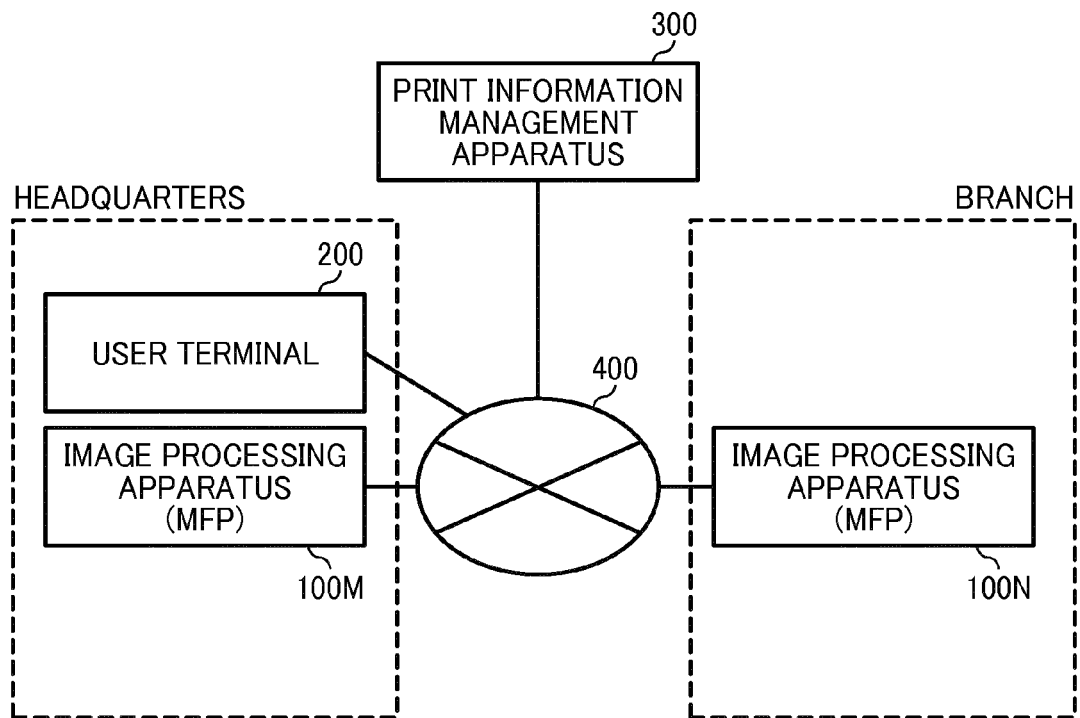 300
PRINT INFORMATION
MANAGEMENT
APPARATUS
HEADQUARTERS
BRANCH
200
USER TERMINAL
400
IMAGE PROCESSING
APPARATUS
(MFP)
100M
IMAGE PROCESSING
APPARATUS
(MFP)
100N